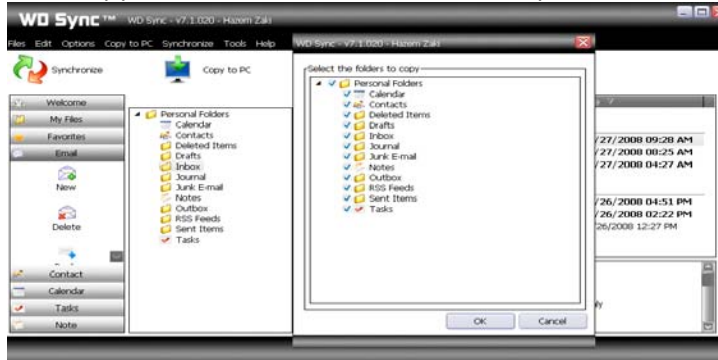 WD Sync™ WD Sync - v7.1.020 - Hazem Zaki
Files Edit Options Copy to PC Synchronize Tools Help
Synchronize
Copy to PC
Welcome
My Files
Favorites
Email
New
Delete
Contact
Calendar
Tasks
Note
Personal Folders
Calendar
Contacts
Deleted Items
Drafts
Inbox
Journal
Junk E-mail
Notes
Outbox
RSS Feeds
Sent Items
Tasks
WD Sync - v7.1.020 - Hazem Zaki
Select the folders to copy
Personal Folders
Calendar
Contacts
Deleted Items
Drafts
Inbox
Journal
Junk E-mail
Notes
Outbox
RSS Feeds
Sent Items
Tasks
OK Cancel
/27/2008 09:28 AM
/27/2008 08:25 AM
/27/2008 04:27 AM
/26/2008 04:51 PM
/26/2008 02:22 PM
/26/2008 12:27 PM